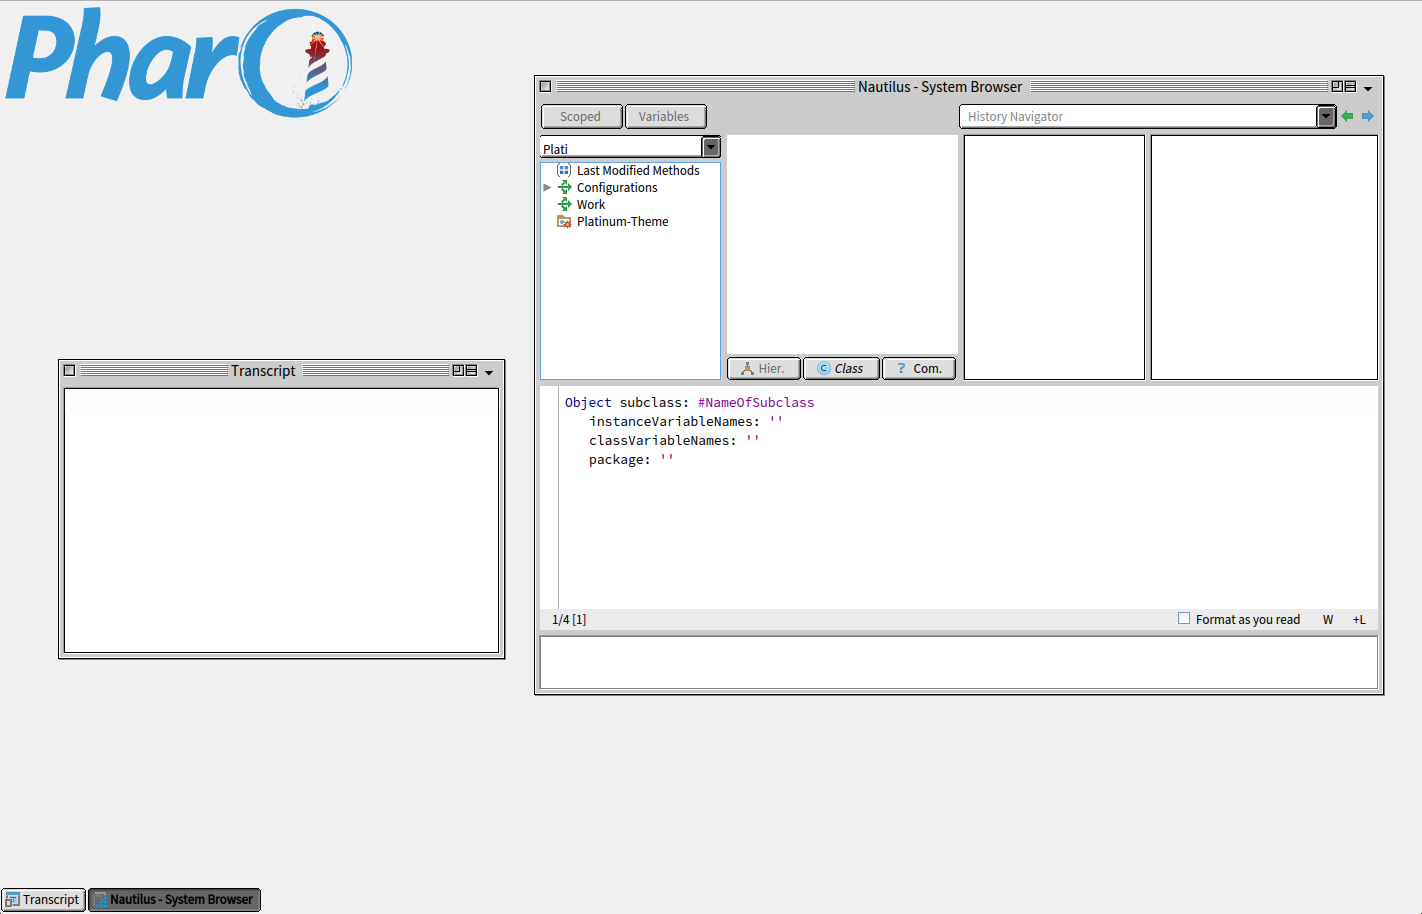 Pharo
Nautilus - System Browser
Scoped
Variables
History Navigator
Plati
Last Modified Methods
Configurations
Work
Platinum-Theme
Hier.
Class
Com.
Transcript
Object subclass: #NameOfSubclass
instanceVariableNames: ''
classVariableNames: ''
package: ''
1/4 [1]
Format as you read
W
+L
Transcript
Nautilus - System Browser